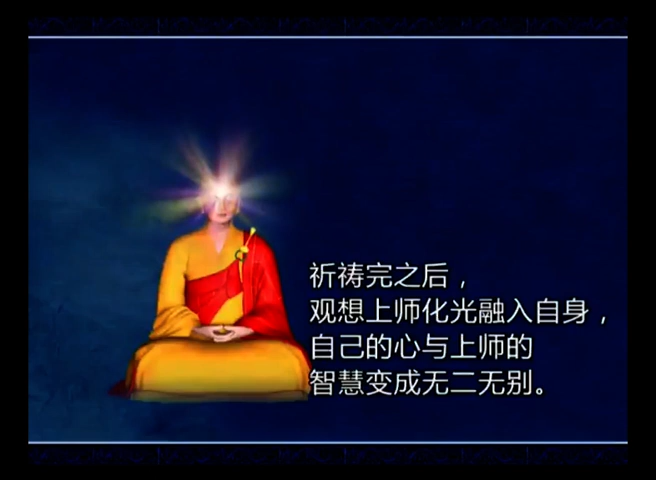 祈祷完之后，
观想上师化光融入自身，
自己的心与上师的
智慧变成无二无别。